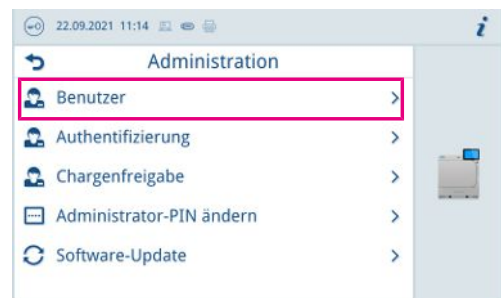 22.09.2021 11:14
i
Administration
Benutzer
Authentifizierung
Chargenfreigabe
Administrator-PIN ändern
Software-Update